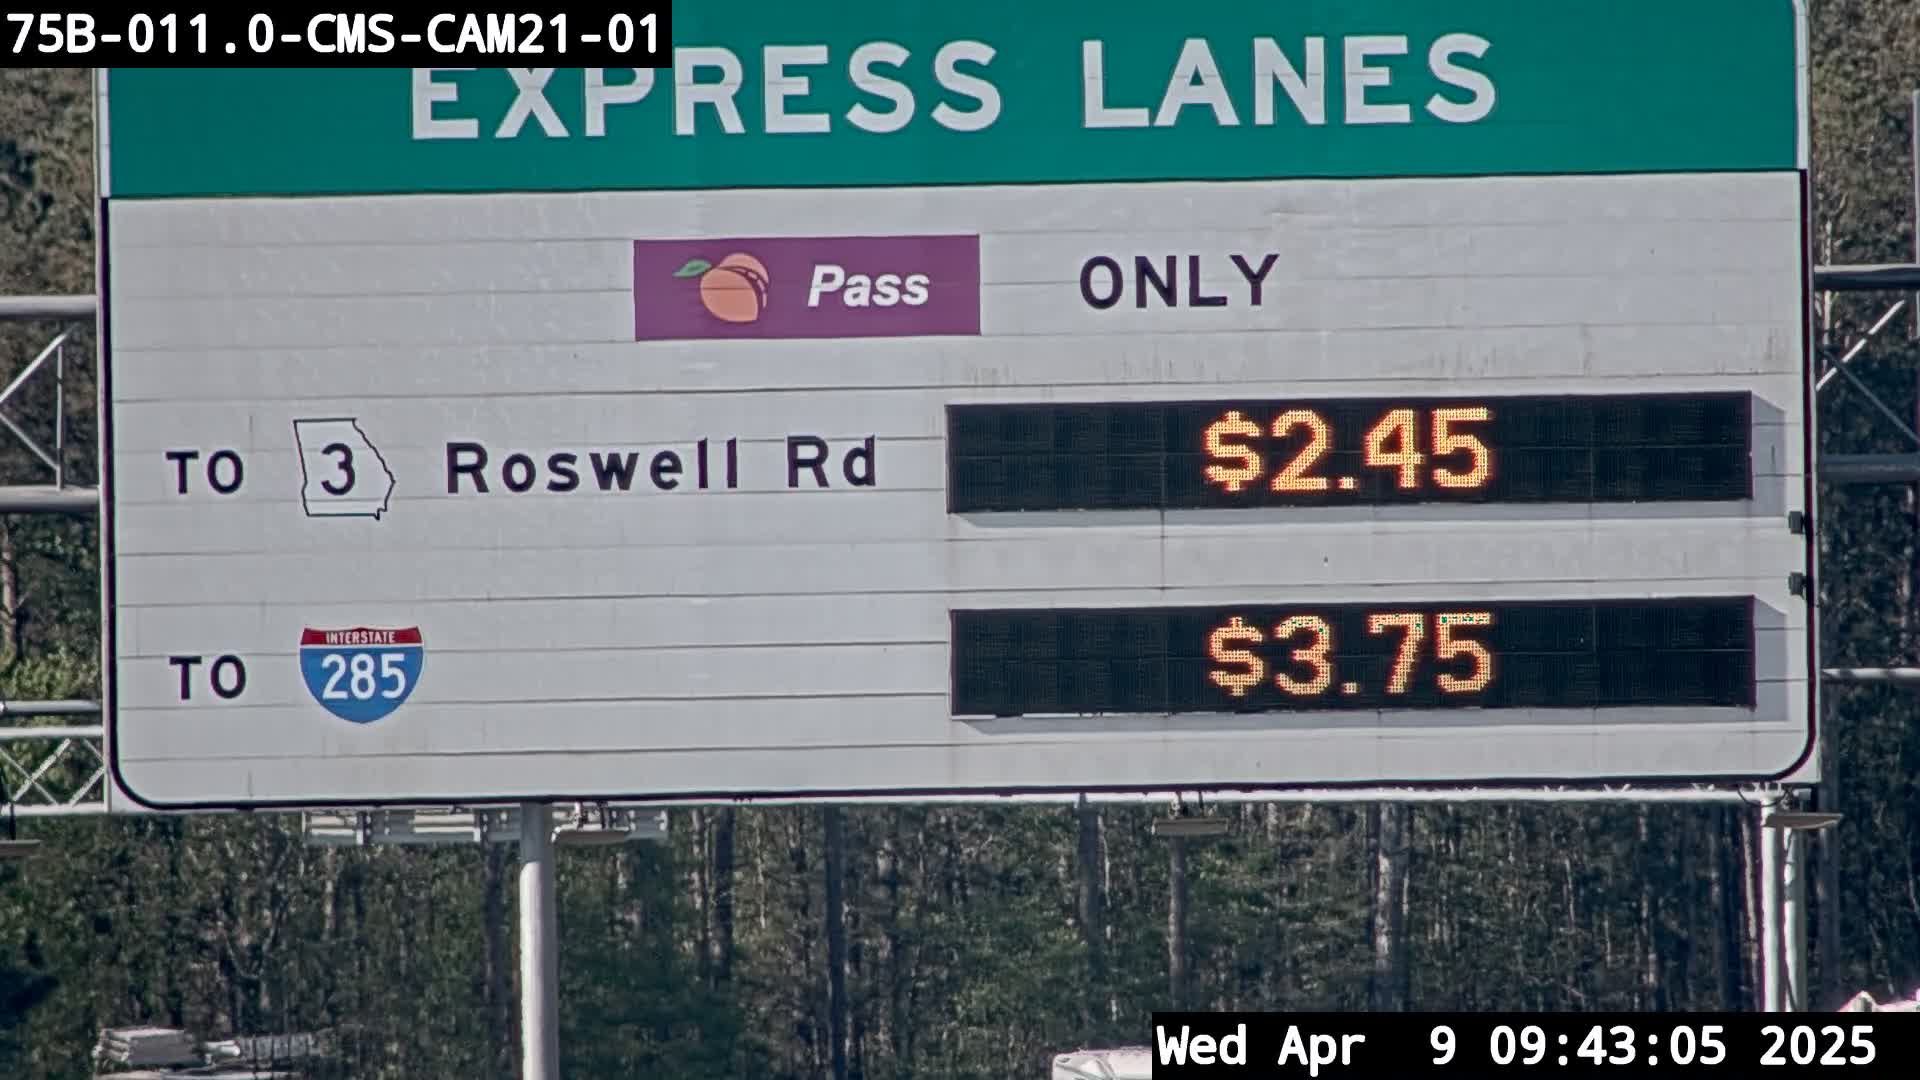 75B-011.0-CMS-CAM21-01
EXPRESS LANES
Pass ONLY
TO 3 Roswell Rd $2.45
TO INTERSTATE 285 $3.75
Wed Apr 9 09:43:05 2025